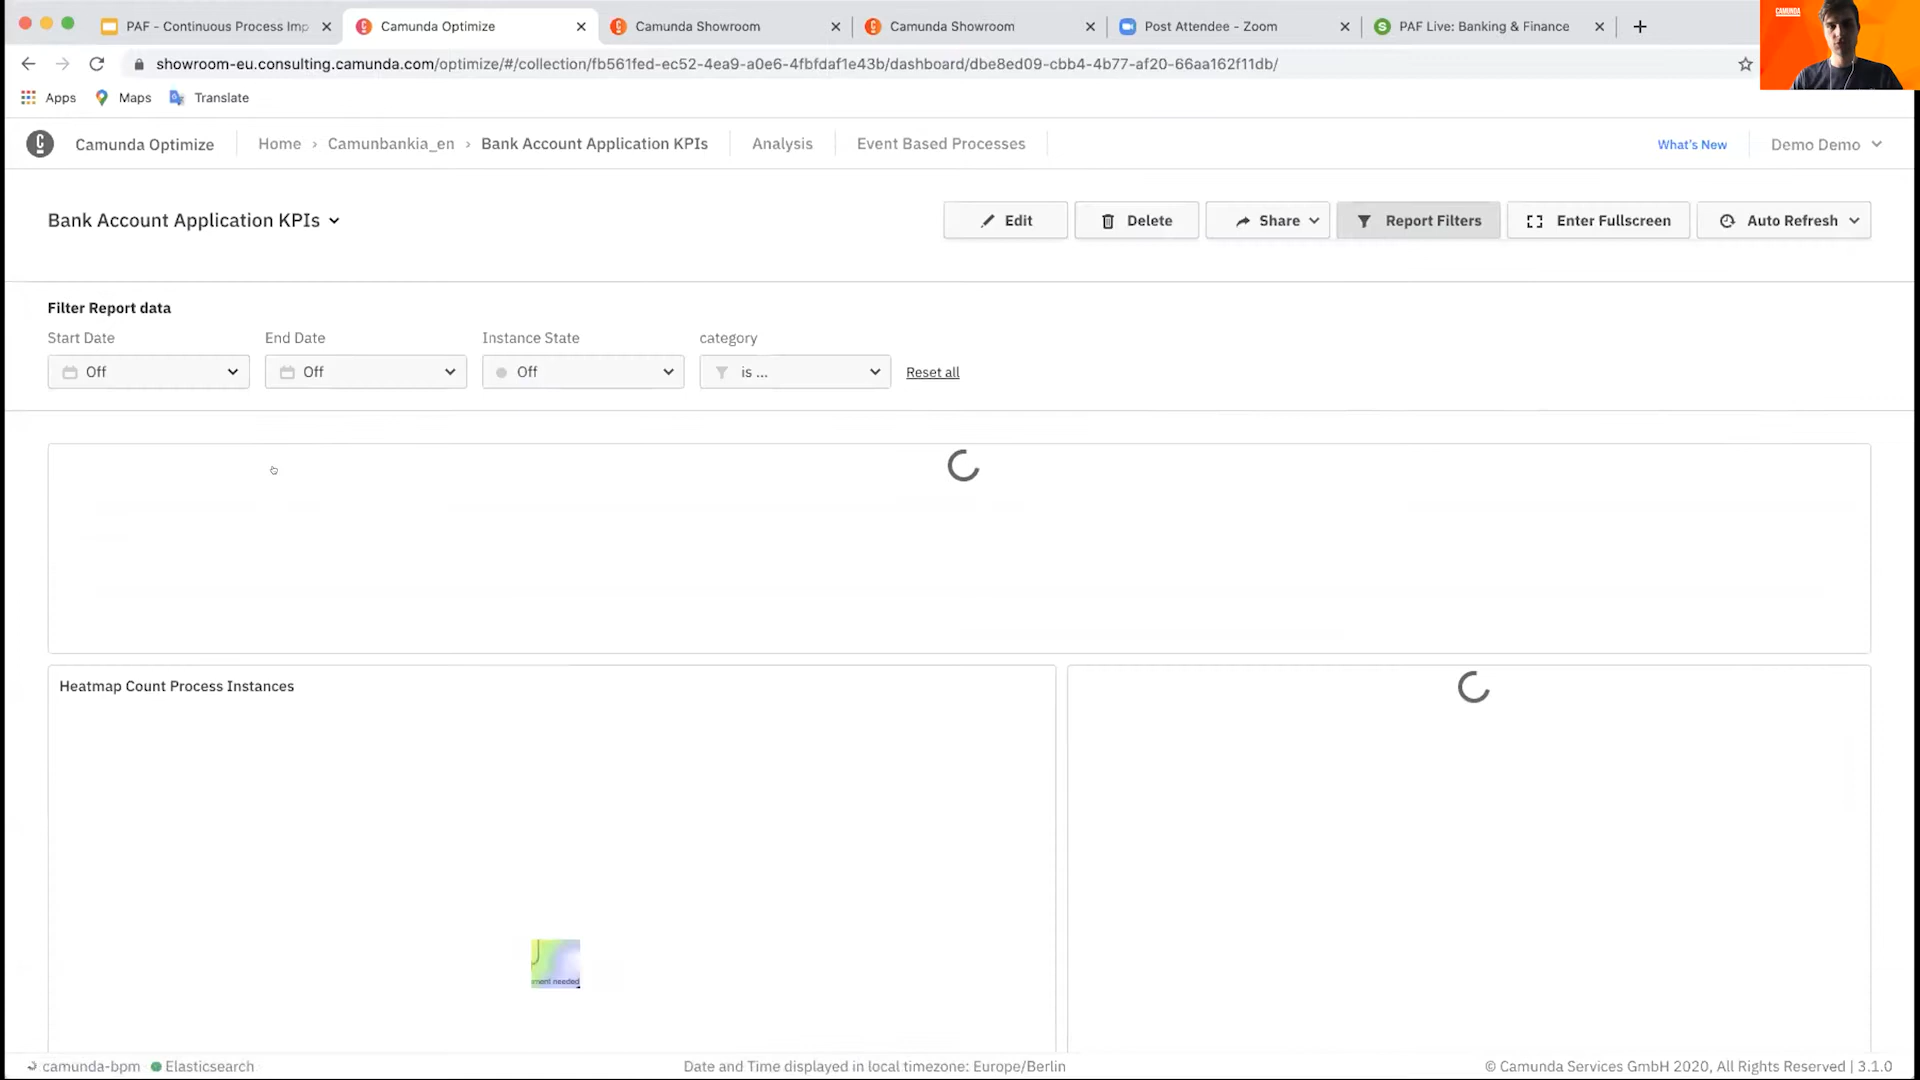 PAF - Continuous Process Imp
Camunda Optimize
Camunda Showroom
Camunda Showroom
Post Attendee - Zoom
PAF Live: Banking & Finance
showroom-eu.consulting.camunda.com/optimize/#/collection/fb561fed-ec52-4ea9-a0e6-4fbfdaf1e43b/dashboard/dbe8ed09-cbb4-4b77-af20-66aa162f11db/
CAMUNDA
Apps
Maps
Translate
Camunda Optimize
Home › Camunbankia_en › Bank Account Application KPIs
Analysis
Event Based Processes
What's New
Demo Demo
Bank Account Application KPIs
Edit
Delete
Share
Report Filters
Enter Fullscreen
Auto Refresh
Filter Report data
Start Date
End Date
Instance State
category
Off
Off
Off
is ...
Reset all
Heatmap Count Process Instances
ment needed
camunda-bpm
Elasticsearch
Date and Time displayed in local timezone: Europe/Berlin
© Camunda Services GmbH 2020, All Rights Reserved | 3.1.0